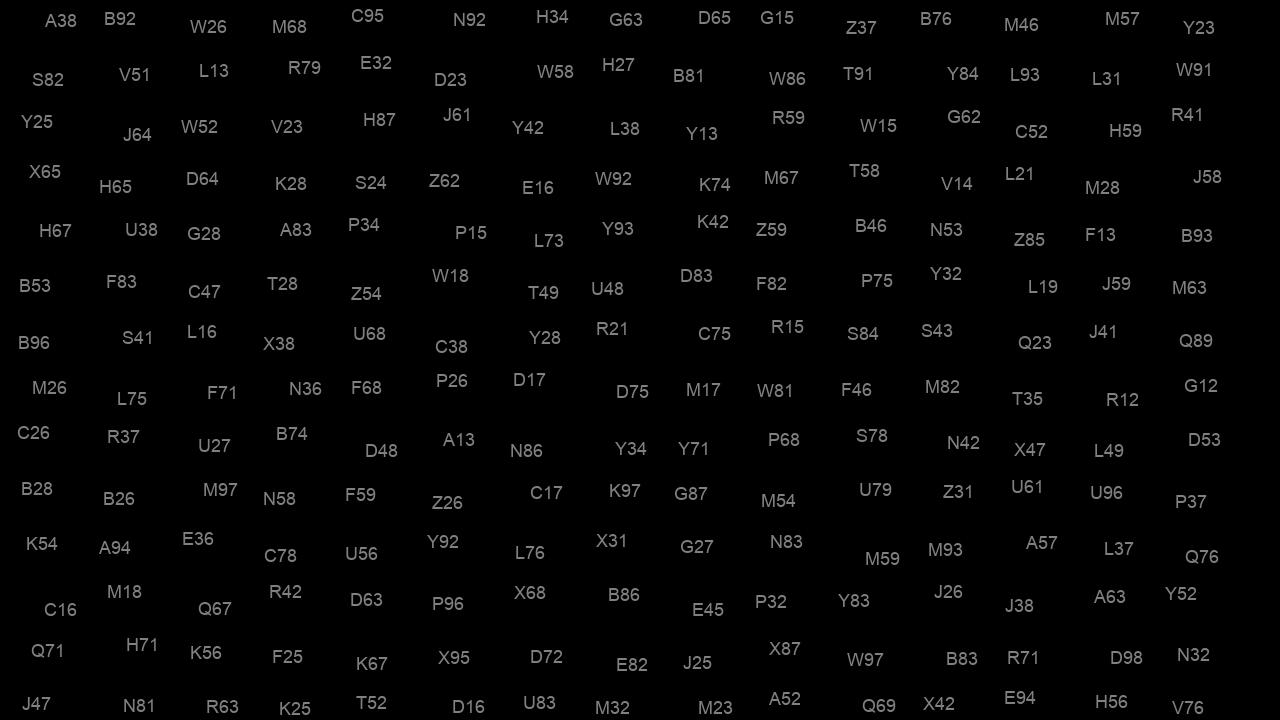 A38 B92 W26 M68 C95 N92 H34 G63 D65 G15 Z37 B76 M46 M57 Y23
S82 V51 L13 R79 E32 D23 W58 H27 B81 W86 T91 Y84 L93 L31 W91
Y25 J64 W52 V23 H87 J61 Y42 L38 Y13 R59 W15 G62 C52 H59 R41
X65 H65 D64 K28 S24 Z62 E16 W92 K74 M67 T58 V14 L21 M28 J58
H67 U38 G28 A83 P34 P15 L73 Y93 K42 Z59 B46 N53 Z85 F13 B93
B53 F83 C47 T28 Z54 W18 T49 U48 D83 F82 P75 Y32 L19 J59 M63
B96 S41 L16 X38 U68 C38 Y28 R21 C75 R15 S84 S43 Q23 J41 Q89
M26 L75 F71 N36 F68 P26 D17 D75 M17 W81 F46 M82 T35 R12 G12
C26 R37 U27 B74 D48 A13 N86 Y34 Y71 P68 S78 N42 X47 L49 D53
B28 B26 M97 N58 F59 Z26 C17 K97 G87 M54 U79 Z31 U61 U96 P37
K54 A94 E36 C78 U56 Y92 L76 X31 G27 N83 M59 M93 A57 L37 Q76
C16 M18 Q67 R42 D63 P96 X68 B86 E45 P32 Y83 J26 J38 A63 Y52
Q71 H71 K56 F25 K67 X95 D72 E82 J25 X87 W97 B83 R71 D98 N32
J47 N81 R63 K25 T52 D16 U83 M32 M23 A52 Q69 X42 E94 H56 V76